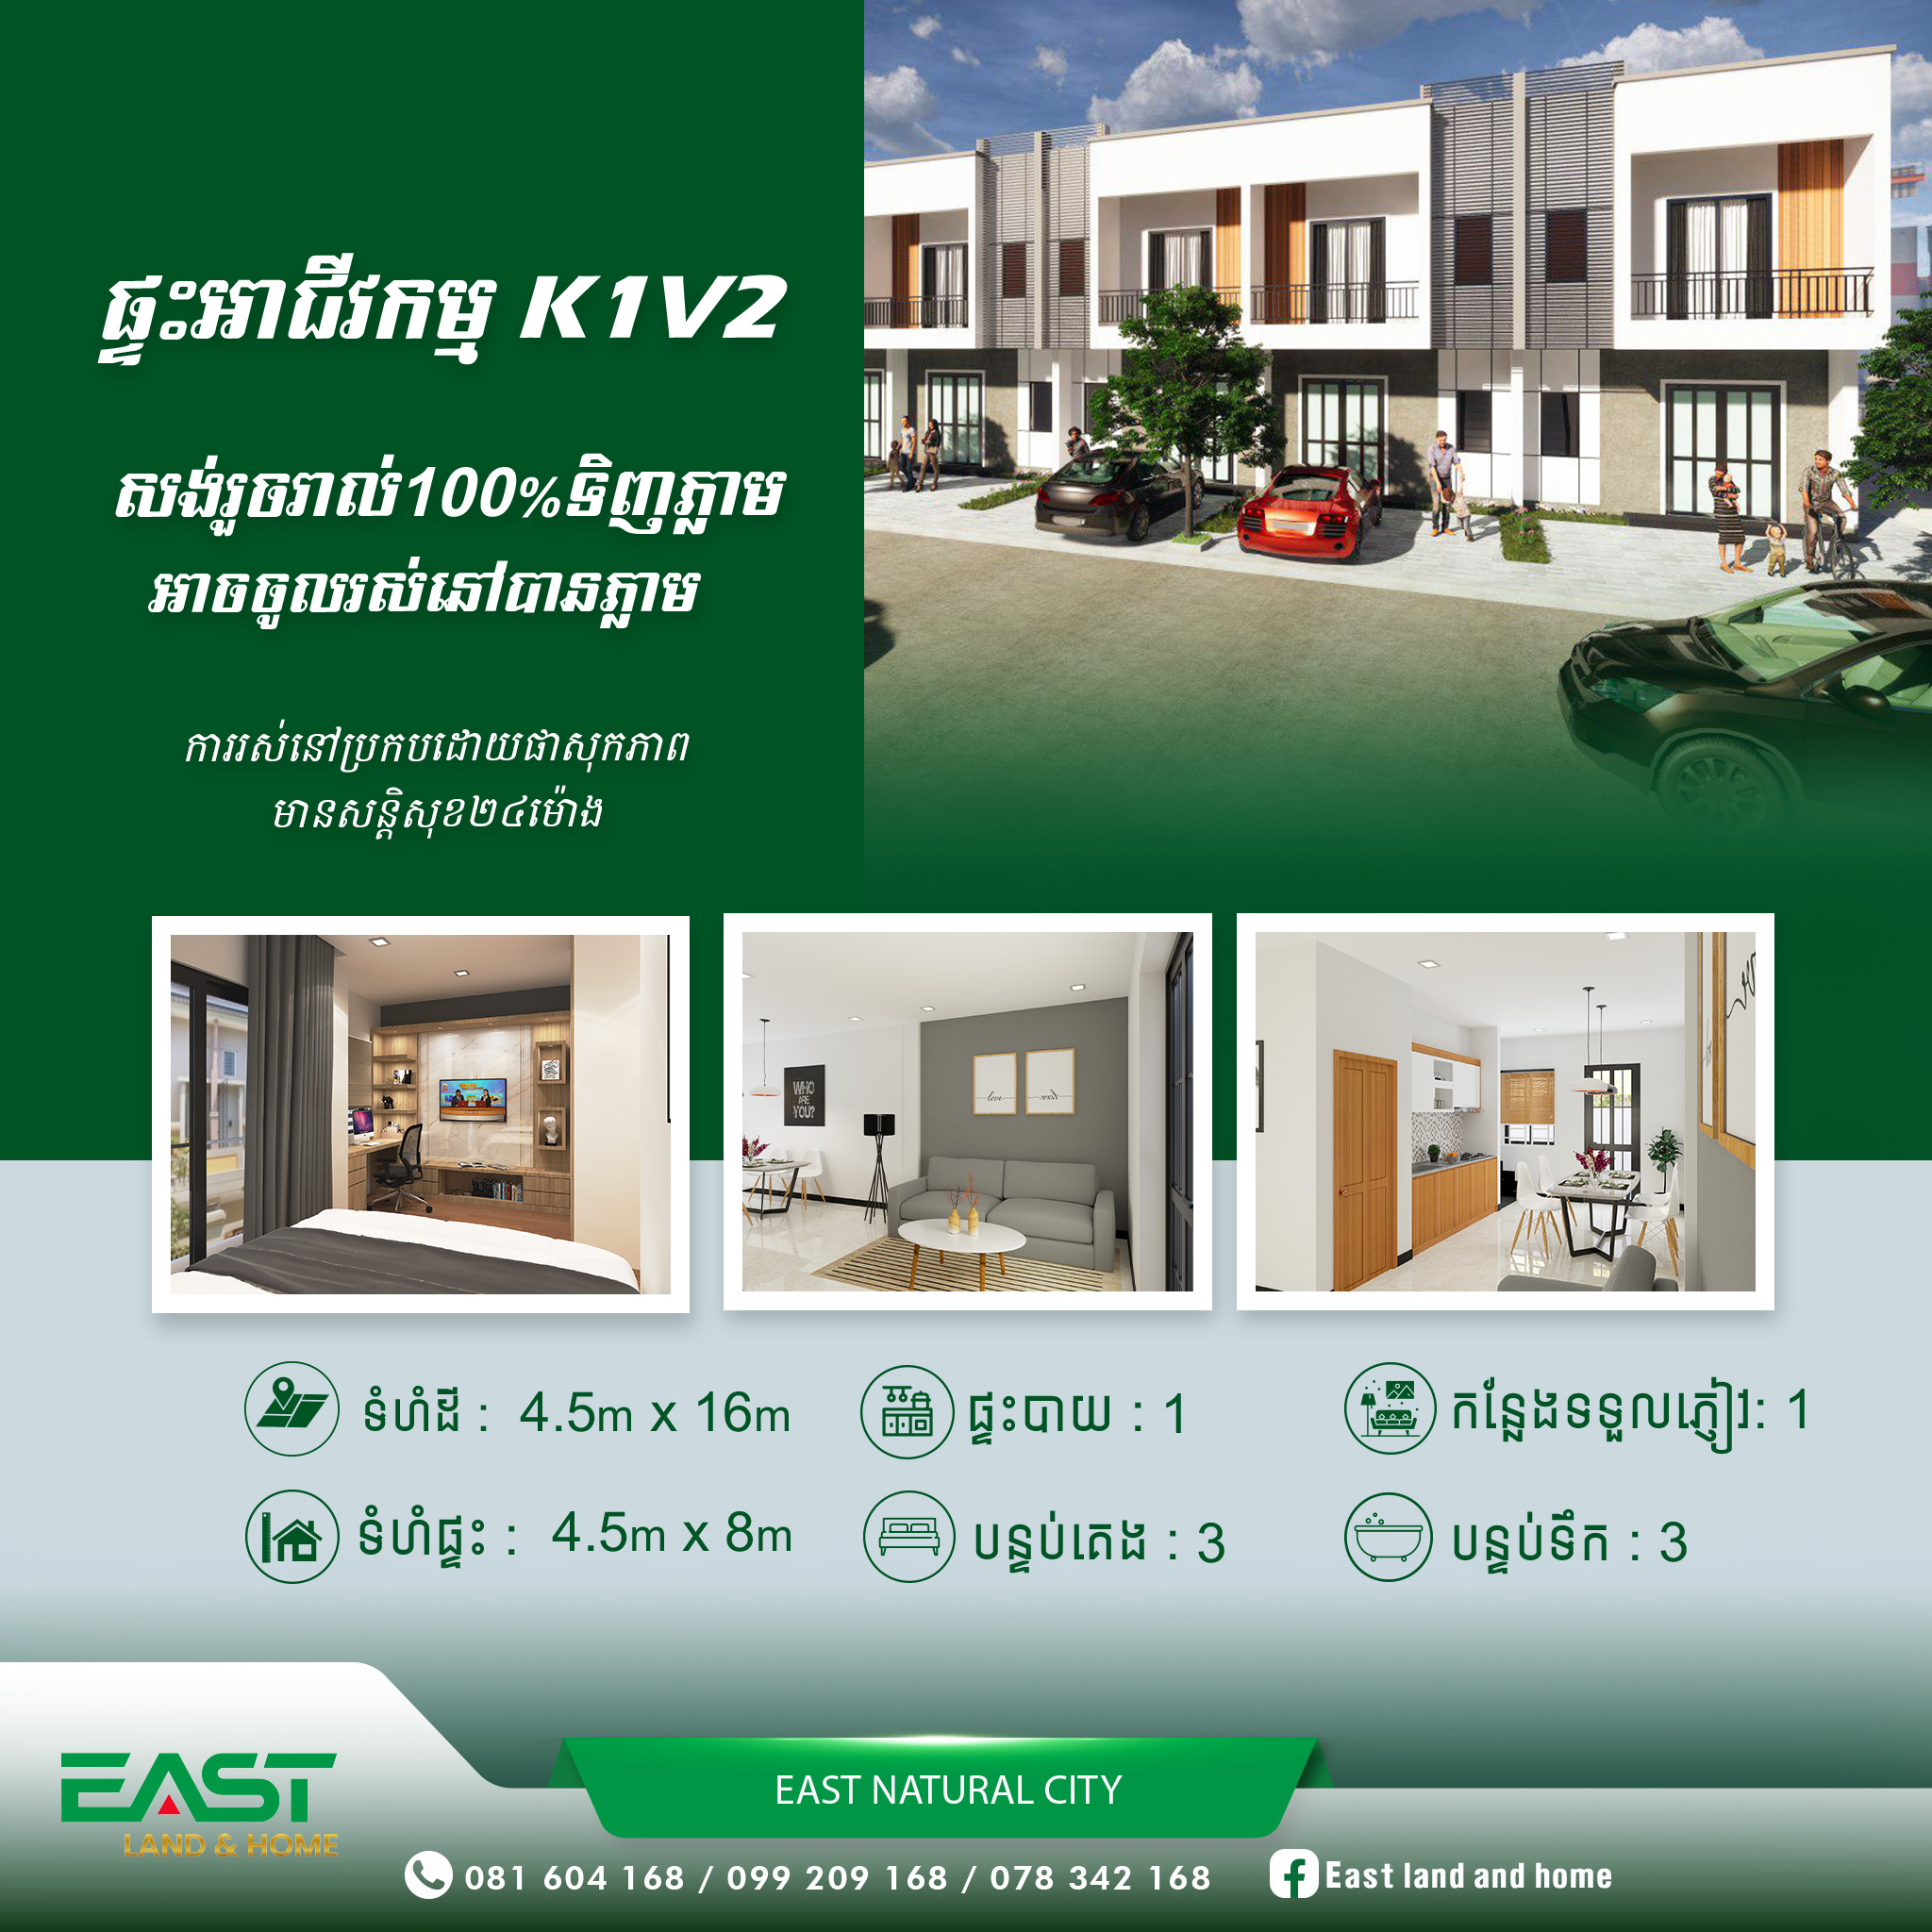 ផ្ទះអាជីវកម្ម K1V2
សង់រួចរាល់100%ទិញភ្លាម
អាចចូលរស់នៅបានភ្លាម
ការរស់នៅប្រកបដោយផាសុកភាព
មានសន្តិសុខ២៤ម៉ោង
WHO
ARE
YOU?
ទំហំដី : 4.5m x 16m
ផ្ទះបាយ : 1
កន្លែងទទួលភ្ញៀវ: 1
ទំហំផ្ទះ : 4.5m x 8m
បន្ទប់គេង : 3
បន្ទប់ទឹក : 3
EAST
LAND & HOME
EAST NATURAL CITY
081 604 168 / 099 209 168 / 078 342 168
East land and home